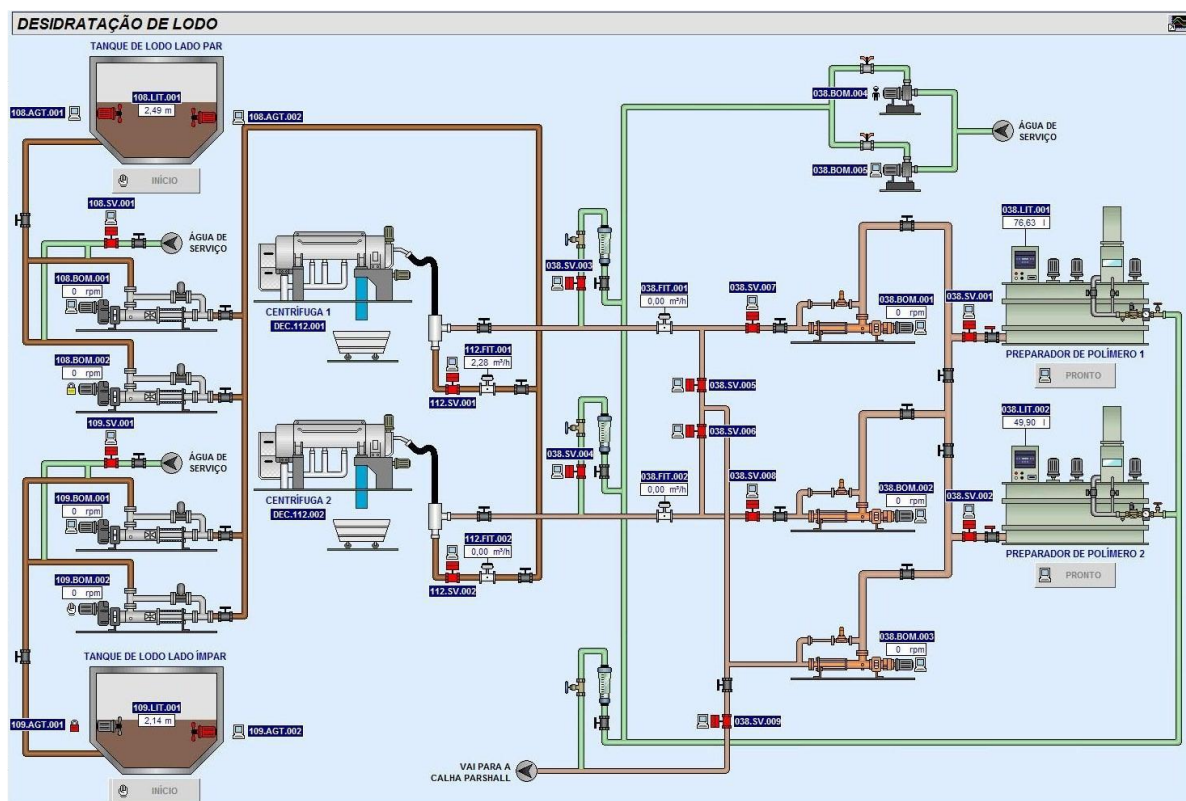 DESIDRATAÇÃO DE LODO
TANQUE DE LODO LADO PAR
108.LIT.001
2,49 m
108.AGT.001
108.AGT.002
INÍCIO
108.SV.001
ÁGUA DE
SERVIÇO
108.BOM.001
0 rpm
108.BOM.002
0 rpm
109.SV.001
ÁGUA DE
SERVIÇO
109.BOM.001
0 rpm
109.BOM.002
0 rpm
TANQUE DE LODO LADO ÍMPAR
109.LIT.001
2,14 m
109.AGT.001
109.AGT.002
INÍCIO
CENTRÍFUGA 1
DEC.112.001
112.FIT.001
2,28 m³/h
112.SV.001
CENTRÍFUGA 2
DEC.112.002
112.FIT.002
0,00 m³/h
112.SV.002
038.SV.003
038.SV.004
038.FIT.001
0,00 m³/h
038.FIT.002
0,00 m³/h
038.SV.005
038.SV.006
038.SV.007
038.SV.008
038.SV.009
VAI PARA A
CALHA PARSHALL
038.BOM.004
038.BOM.005
ÁGUA DE
SERVIÇO
038.BOM.001
0 rpm
038.BOM.002
0 rpm
038.BOM.003
0 rpm
038.LIT.001
76,63 l
038.SV.001
PREPARADOR DE POLÍMERO 1
PRONTO
038.LIT.002
49,90 l
038.SV.002
PREPARADOR DE POLÍMERO 2
PRONTO